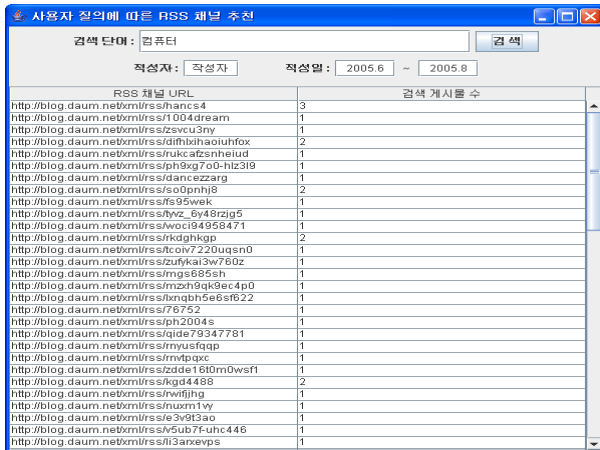 사용자 질의에 따른 RSS 채널 추천
검색 단어 : 컴퓨터 검 색
작성자 : 작성자 작성일 : 2005.6 ~ 2005.8
RSS 채널 URL 검색 게시물 수
http://blog.daum.net/xml/rss/hancs4 3
http://blog.daum.net/xml/rss/1004dream 1
http://blog.daum.net/xml/rss/zsvcu3ny 1
http://blog.daum.net/xml/rss/difhlxihaoiuhfox 2
http://blog.daum.net/xml/rss/rukcafzsnheiud 1
http://blog.daum.net/xml/rss/ph9xg7o0-hlz3l9 1
http://blog.daum.net/xml/rss/dancezzarg 1
http://blog.daum.net/xml/rss/so0pnhj8 2
http://blog.daum.net/xml/rss/fs95wek 1
http://blog.daum.net/xml/rss/tyvz_6y48rzjg5 1
http://blog.daum.net/xml/rss/woci94958471 1
http://blog.daum.net/xml/rss/rkdghkgp 2
http://blog.daum.net/xml/rss/tcoiv7220uqsn0 1
http://blog.daum.net/xml/rss/zufykai3w760z 1
http://blog.daum.net/xml/rss/mgs685sh 1
http://blog.daum.net/xml/rss/mzxh9qk9ec4p0 1
http://blog.daum.net/xml/rss/lxnqbh5e6sf622 1
http://blog.daum.net/xml/rss/76752 1
http://blog.daum.net/xml/rss/ph2004s 1
http://blog.daum.net/xml/rss/qide79347781 1
http://blog.daum.net/xml/rss/rnyusfqqp 1
http://blog.daum.net/xml/rss/rnvtpqxc 1
http://blog.daum.net/xml/rss/zdde16t0m0wsf1 1
http://blog.daum.net/xml/rss/kgd4488 2
http://blog.daum.net/xml/rss/rwifjjhg 1
http://blog.daum.net/xml/rss/nuxm1vy 1
http://blog.daum.net/xml/rss/e3v9t3ao 1
http://blog.daum.net/xml/rss/v5ub7f-uhc446 1
http://blog.daum.net/xml/rss/li3arxevps 1